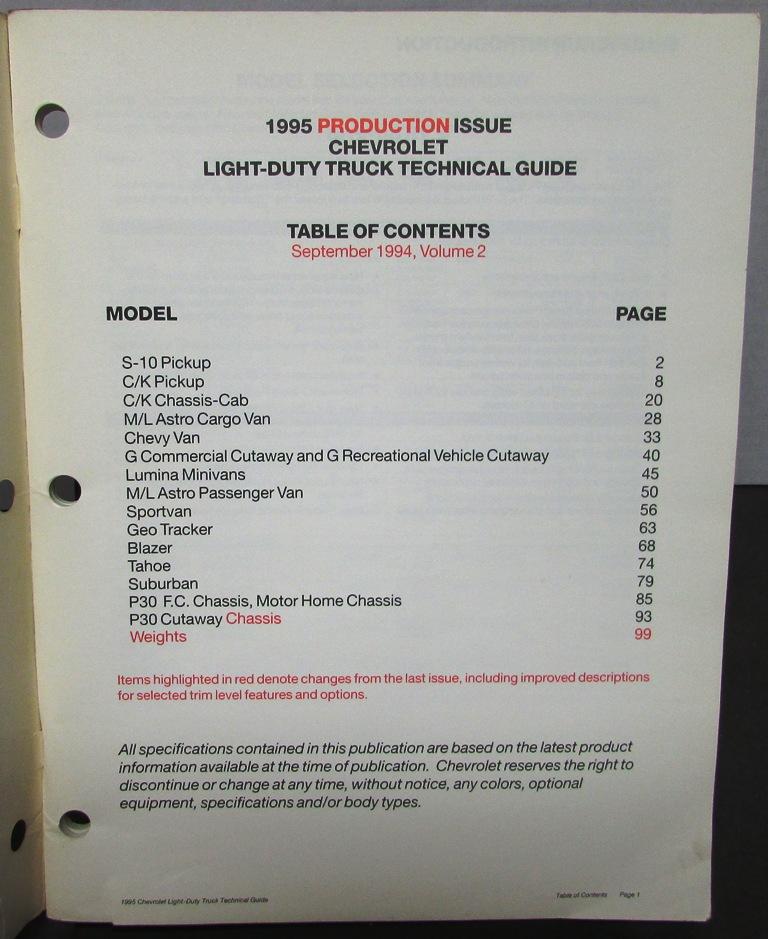 1995 PRODUCTION ISSUE
CHEVROLET
LIGHT-DUTY TRUCK TECHNICAL GUIDE
TABLE OF CONTENTS
September 1994, Volume 2
MODEL PAGE
S-10 Pickup 2
C/K Pickup 8
C/K Chassis-Cab 20
M/L Astro Cargo Van 28
Chevy Van 33
G Commercial Cutaway and G Recreational Vehicle Cutaway 40
Lumina Minivans 45
M/L Astro Passenger Van 50
Sportvan 56
Geo Tracker 63
Blazer 68
Tahoe 74
Suburban 79
P30 F.C. Chassis, Motor Home Chassis 85
P30 Cutaway Chassis 93
Weights 99
Items highlighted in red denote changes from the last issue, including improved descriptions
for selected trim level features and options.
All specifications contained in this publication are based on the latest product
information available at the time of publication. Chevrolet reserves the right to
discontinue or change at any time, without notice, any colors, optional
equipment, specifications and/or body types.
1995 Chevrolet Light-Duty Truck Technical Guide Table of Contents Page 1